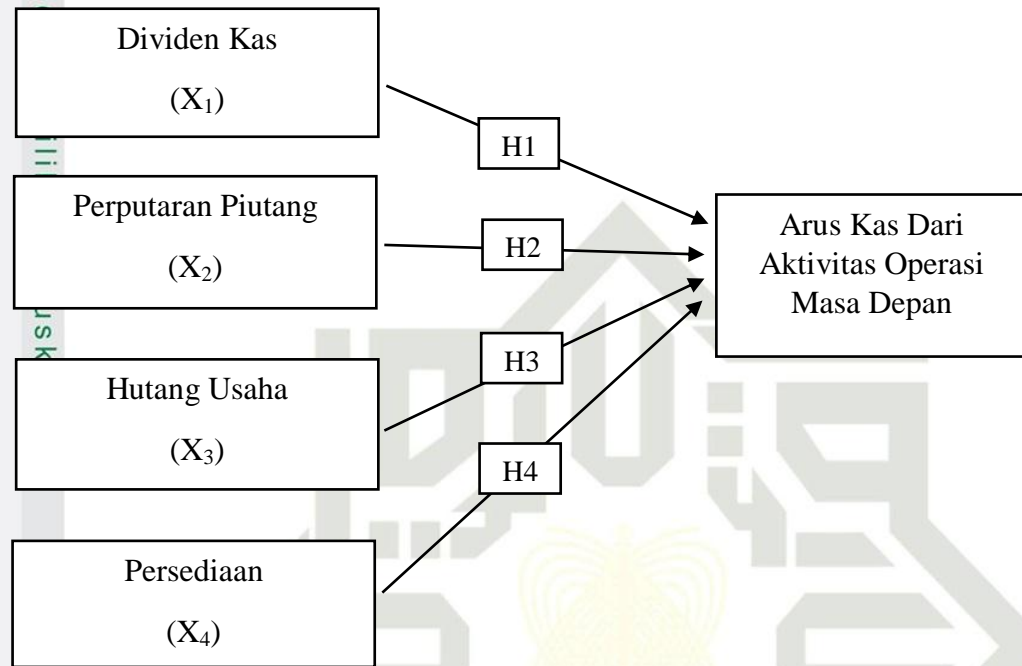 Dividen Kas
(X₁)
H1
Perputaran Piutang
(X₂)
H2
Arus Kas Dari
Aktivitas Operasi
Masa Depan
Hutang Usaha
(X₃)
H3
H4
Persediaan
(X₄)